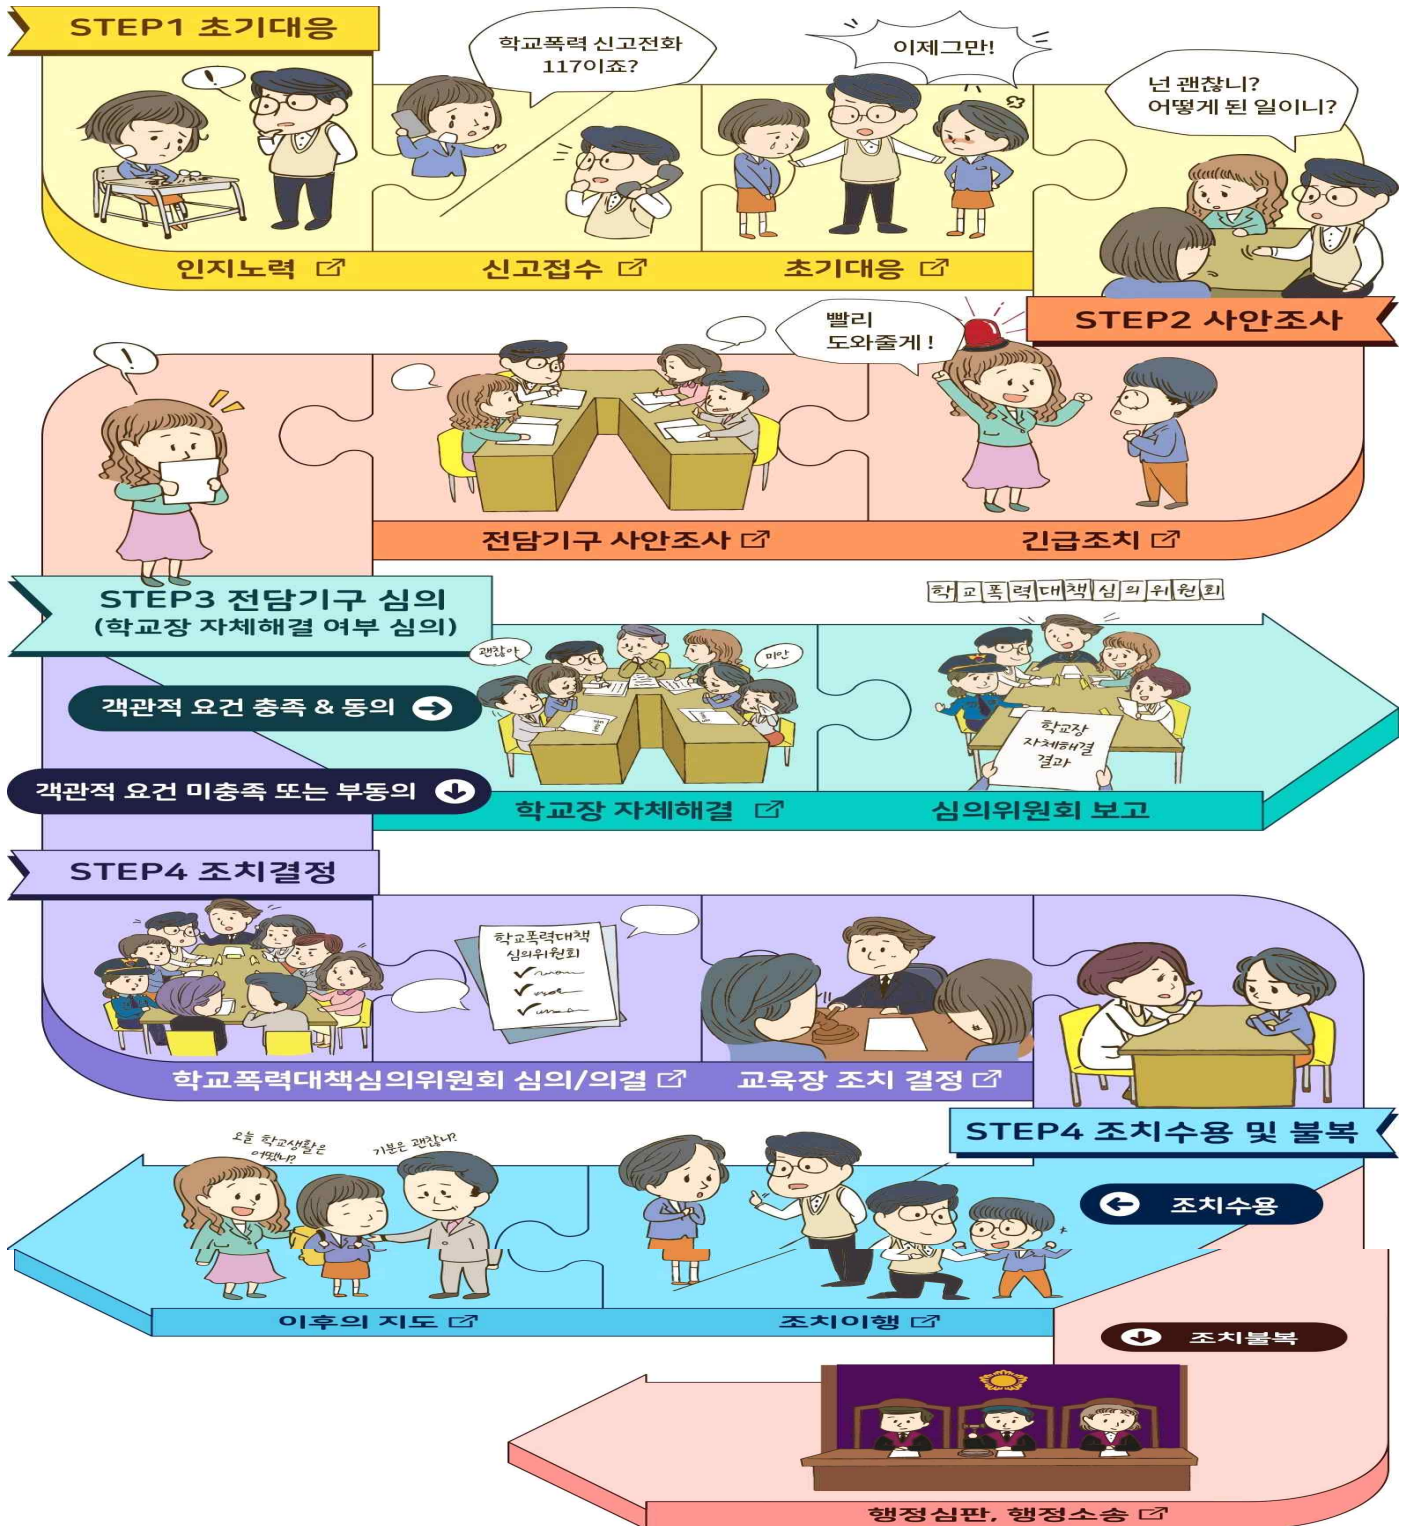 STEP1 초기대응
!
학교폭력 신고전화
117이죠?
이제그만!
넌 괜찮니?
어떻게 된 일이니?
인지노력
신고접수
초기대응
STEP2 사안조사
빨리
도와줄게 !
!
전담기구 사안조사
긴급조치
STEP3 전담기구 심의
(학교장 자체해결 여부 심의)
학교폭력대책심의위원회
괜찮아
미안
객관적 요건 충족 & 동의
학교장
자체해결
결과
객관적 요건 미충족 또는 부동의
학교장 자체해결
심의위원회 보고
STEP4 조치결정
학교폭력대책
심의위원회
학교폭력대책심의위원회 심의/의결
교육장 조치 결정
STEP4 조치수용 및 불복
오늘 학교생활은
어땠니?
기분은 괜찮니?
조치수용
이후의 지도
조치이행
조치불복
행정심판, 행정소송